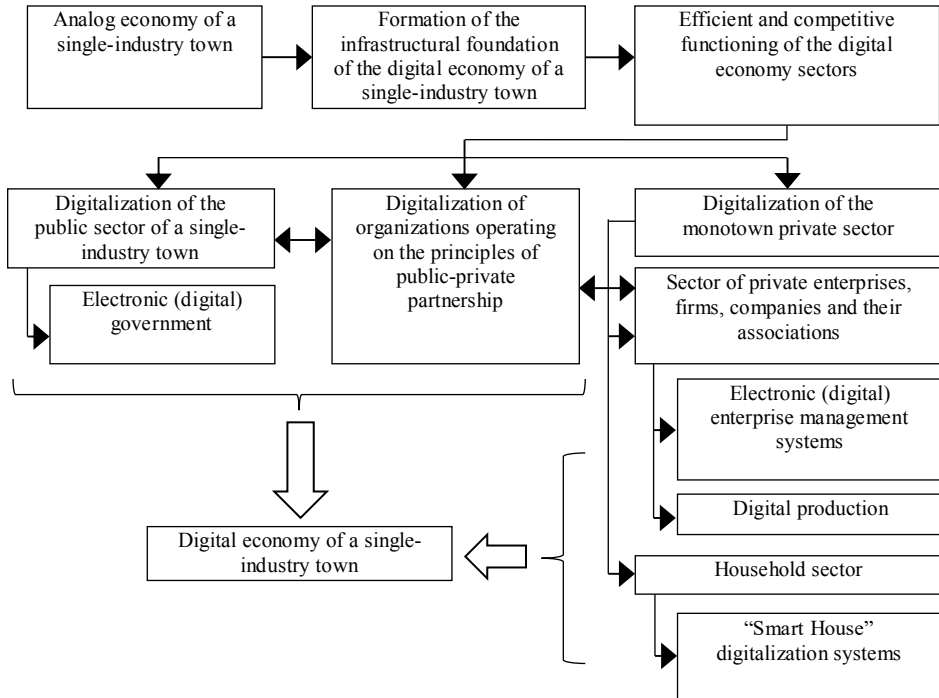 Analog economy of a
single-industry town
Formation of the
infrastructural foundation
of the digital economy of a
single-industry town
Efficient and competitive
functioning of the digital
economy sectors
Digitalization of the
public sector of a single-
industry town
Digitalization of
organizations operating
on the principles of
public-private
partnership
Digitalization of the
monotown private sector
Electronic (digital)
government
Sector of private enterprises,
firms, companies and their
associations
Electronic (digital)
enterprise management
systems
Digital production
Digital economy of a single-
industry town
Household sector
“Smart House”
digitalization systems